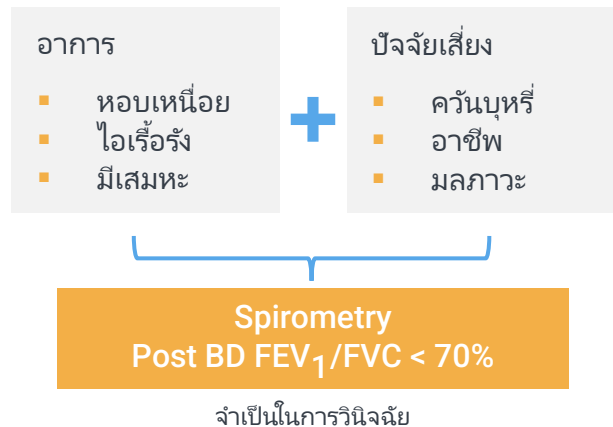 อาการ
▪ หอบเหนื่อย
▪ ไอเรื้อรัง
▪ มีเสมหะ
+
ปัจจัยเสี่ยง
▪ ควันบุหรี่
▪ อาชีพ
▪ มลภาวะ
Spirometry
Post BD FEV₁/FVC < 70%
จำเป็นในการวินิจฉัย